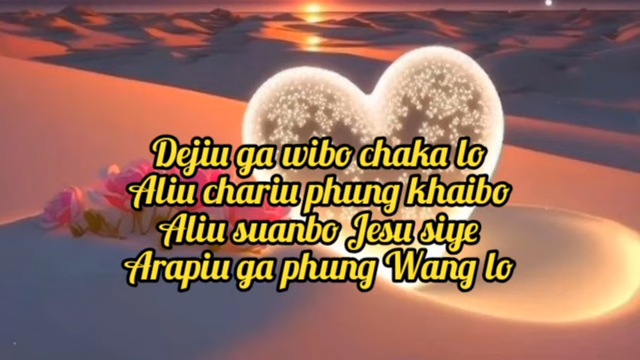 Dejiu ga wibo chaka lo
Aliu chariu phung khaibo
Aliu suanbo Jesu siye
Arapiu ga phung Wang lo